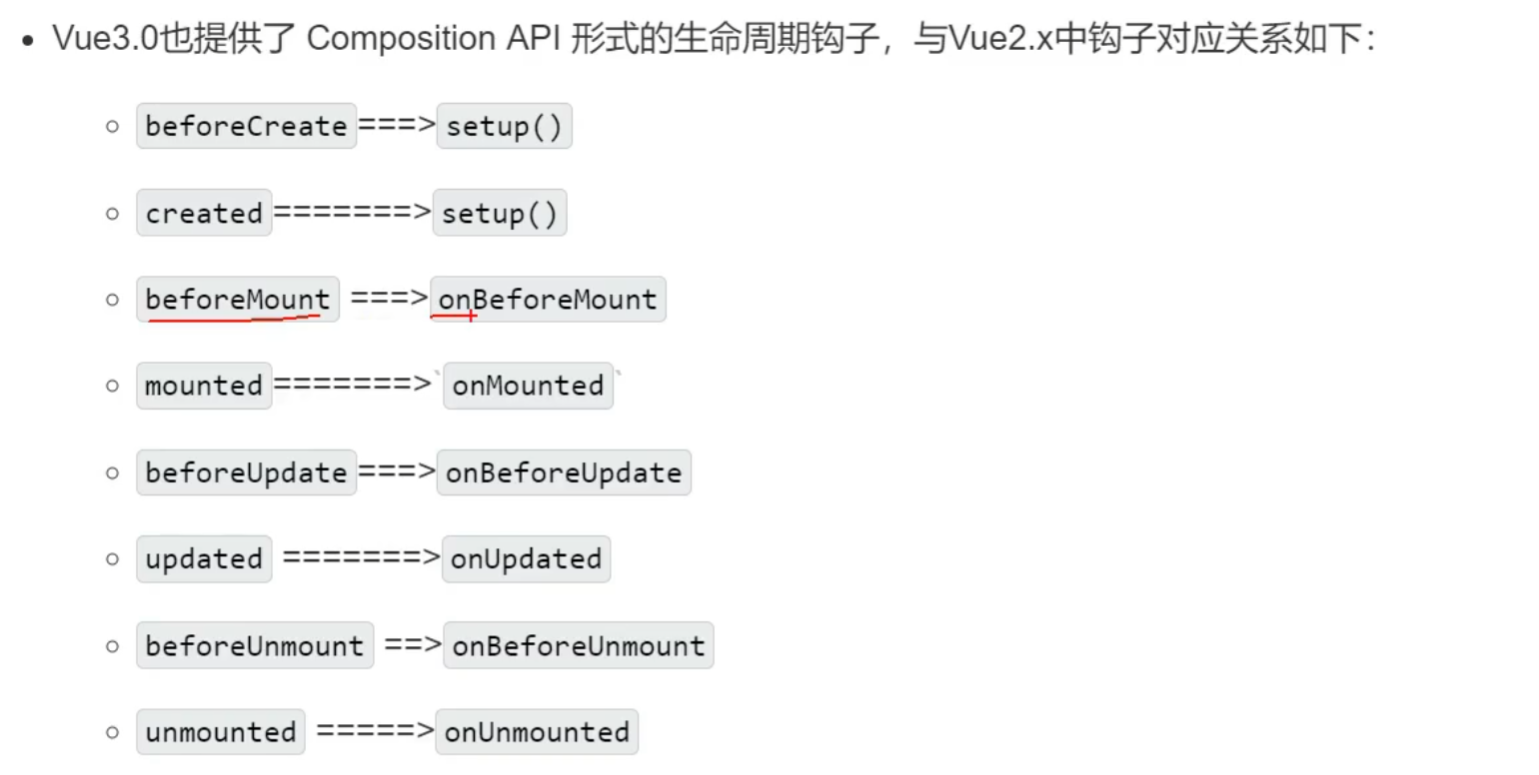 Vue3.0也提供了 Composition API 形式的生命周期钩子，与Vue2.x中钩子对应关系如下：
beforeCreate===>setup()
created=======>setup()
beforeMount ===>onBeforeMount
mounted=======>`onMounted`
beforeUpdate===>onBeforeUpdate
updated =======>onUpdated
beforeUnmount ==>onBeforeUnmount
unmounted =====>onUnmounted